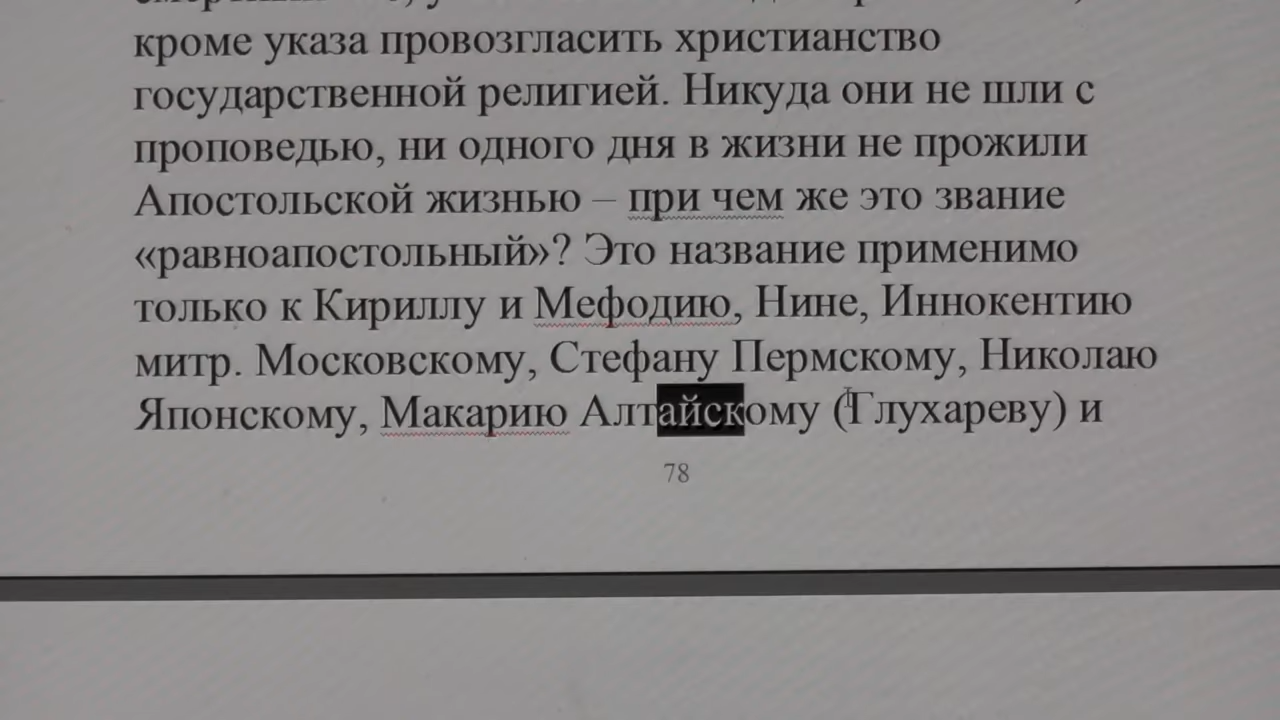 кроме указа провозгласить христианство
государственной религией. Никуда они не шли с
проповедью, ни одного дня в жизни не прожили
Апостольской жизнью – при чем же это звание
«равноапостольный»? Это название применимо
только к Кириллу и Мефодию, Нине, Иннокентию
митр. Московскому, Стефану Пермскому, Николаю
Японскому, Макарию Алтайскому (Глухареву) и
78